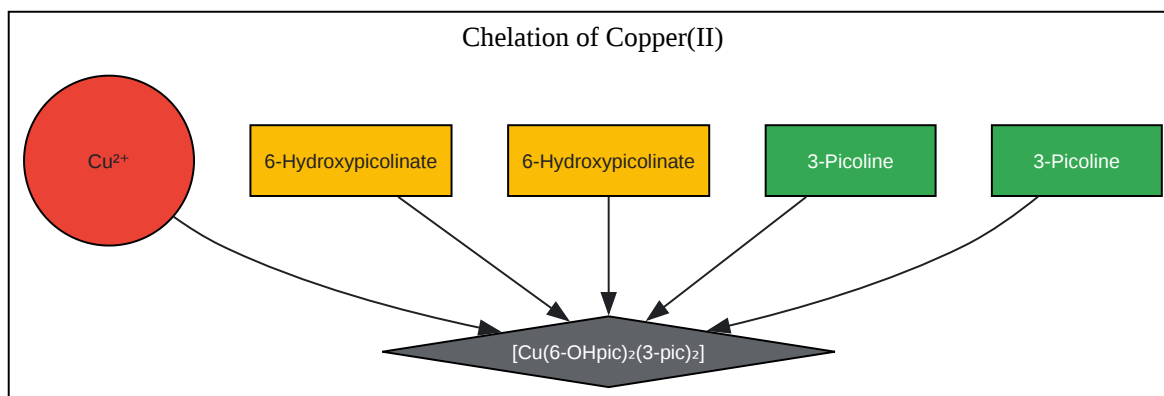 Chelation of Copper(II)
Cu²⁺
6-Hydroxypicolinate
6-Hydroxypicolinate
3-Picoline
3-Picoline
[Cu(6-OHpic)₂(3-pic)₂]